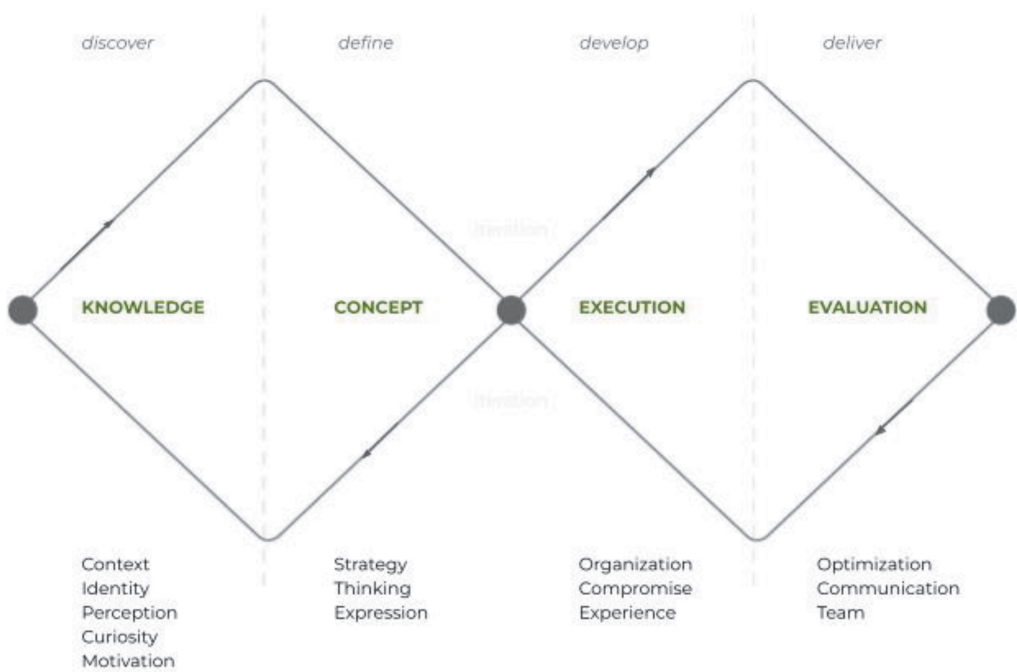 discover
define
develop
deliver
iteration
KNOWLEDGE
CONCEPT
EXECUTION
EVALUATION
iteration
Context
Identity
Perception
Curiosity
Motivation
Strategy
Thinking
Expression
Organization
Compromise
Experience
Optimization
Communication
Team